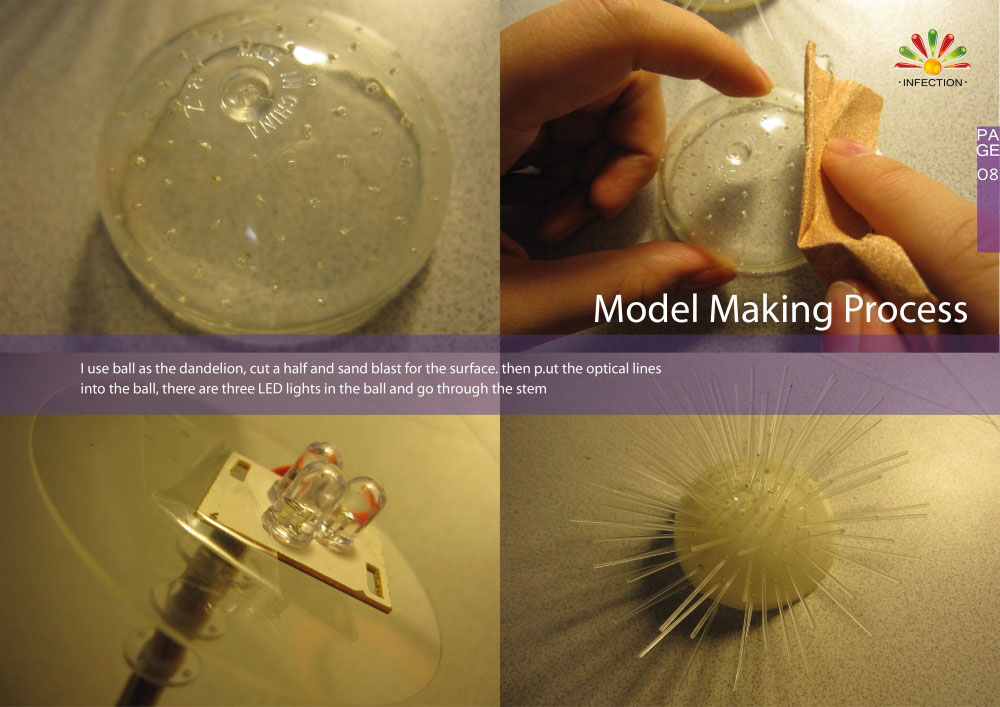 MADE IN CHINA
· INFECTION ·
PA
GE
08
Model Making Process
I use ball as the dandelion, cut a half and sand blast for the surface. then p.ut the optical lines
into the ball, there are three LED lights in the ball and go through the stem